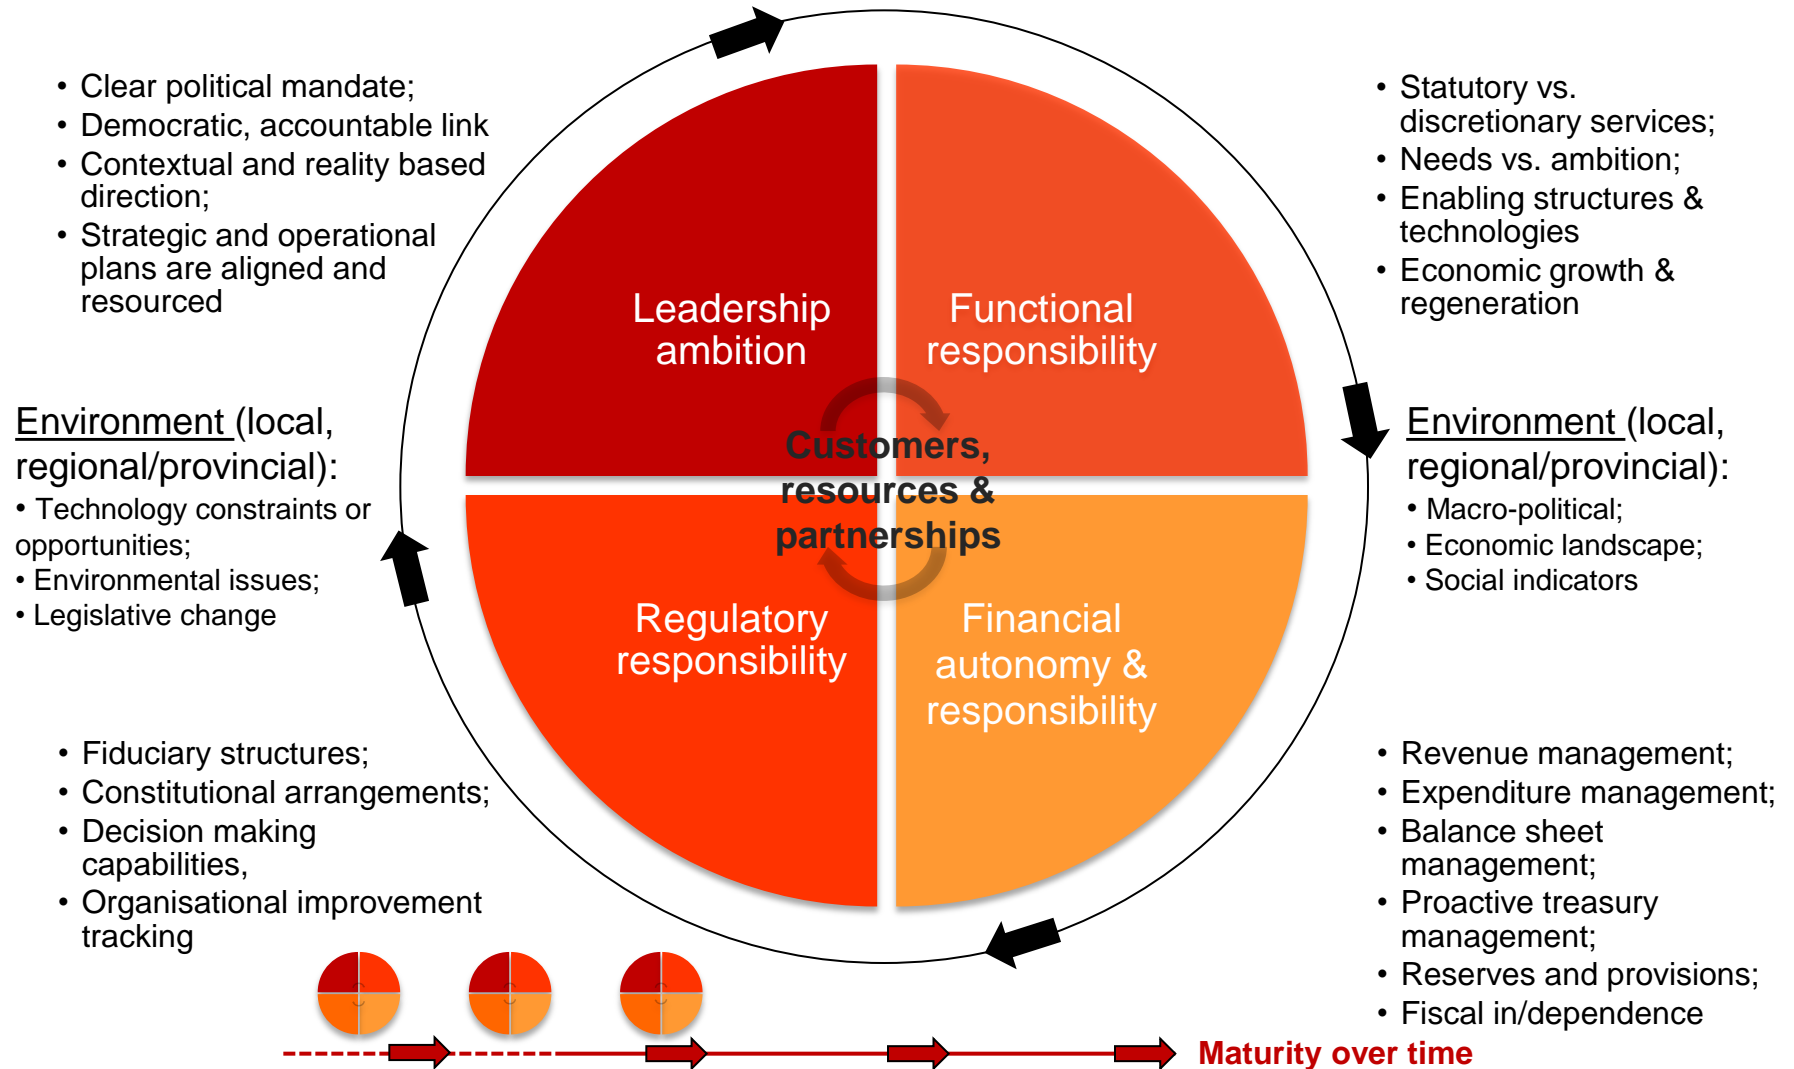 • Clear political mandate;
• Democratic, accountable link
• Contextual and reality based
direction;
• Strategic and operational
plans are aligned and
resourced
• Statutory vs.
discretionary services;
• Needs vs. ambition;
• Enabling structures &
technologies
• Economic growth &
regeneration
Leadership
ambition
Functional
responsibility
Environment (local,
regional/provincial):
• Technology constraints or
opportunities;
• Environmental issues;
• Legislative change
Customers,
resources &
partnerships
Environment (local,
regional/provincial):
• Macro-political;
• Economic landscape;
• Social indicators
Regulatory
responsibility
Financial
autonomy &
responsibility
• Fiduciary structures;
• Constitutional arrangements;
• Decision making
capabilities,
• Organisational improvement
tracking
• Revenue management;
• Expenditure management;
• Balance sheet
management;
• Proactive treasury
management;
• Reserves and provisions;
• Fiscal in/dependence
Maturity over time